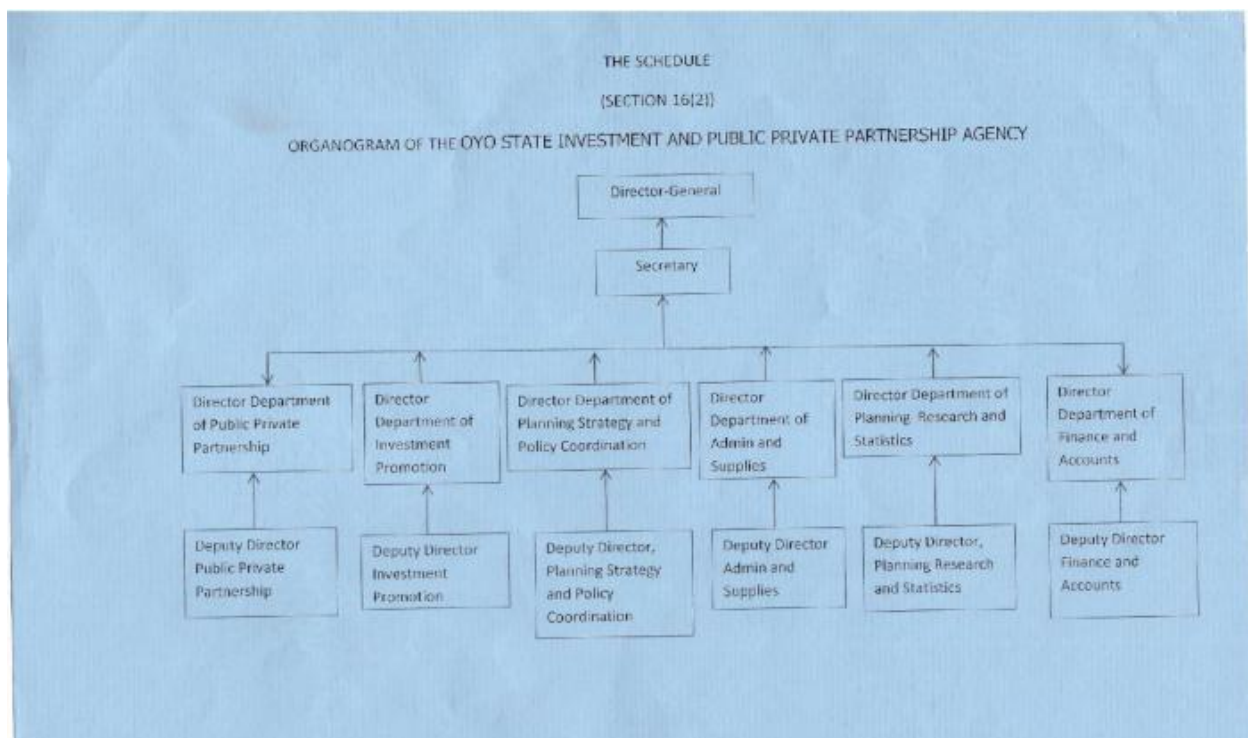 THE SCHEDULE
(SECTION 16(2))
ORGANOGRAM OF THE OYO STATE INVESTMENT AND PUBLIC PRIVATE PARTNERSHIP AGENCY
Director-General
Secretary
Director Department
of Public Private
Partnership
Director
Department of
Investment
Promotion
Director Department of
Planning Strategy and
Policy Coordination
Director
Department of
Admin and
Supplies
Director Department of
Planning, Research and
Statistics
Director
Department of
Finance and
Accounts
Deputy Director
Public Private
Partnership
Deputy Director
Investment
Promotion
Deputy Director,
Planning Strategy
and Policy
Coordination
Deputy Director
Admin and
Supplies
Deputy Director,
Planning Research
and Statistics
Deputy Director
Finance and
Accounts